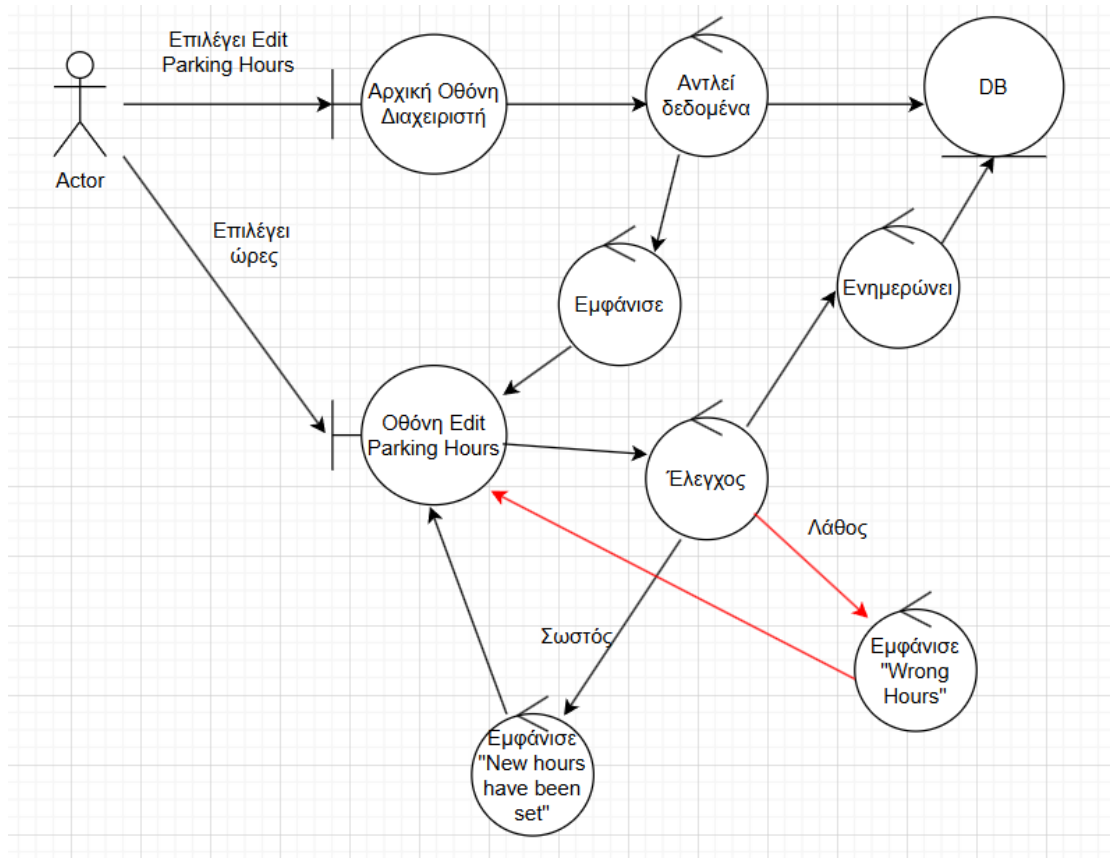 Επιλέγει Edit
Parking Hours
Αρχική Οθόνη
Διαχειριστή
Αντλεί
δεδομένα
DB
Actor
Επιλέγει
ώρες
Εμφάνισε
Ενημερώνει
Οθόνη Edit
Parking Hours
Έλεγχος
Λάθος
Σωστός
Εμφάνισε
"Wrong
Hours"
Εμφάνισε
"New hours
have been
set"